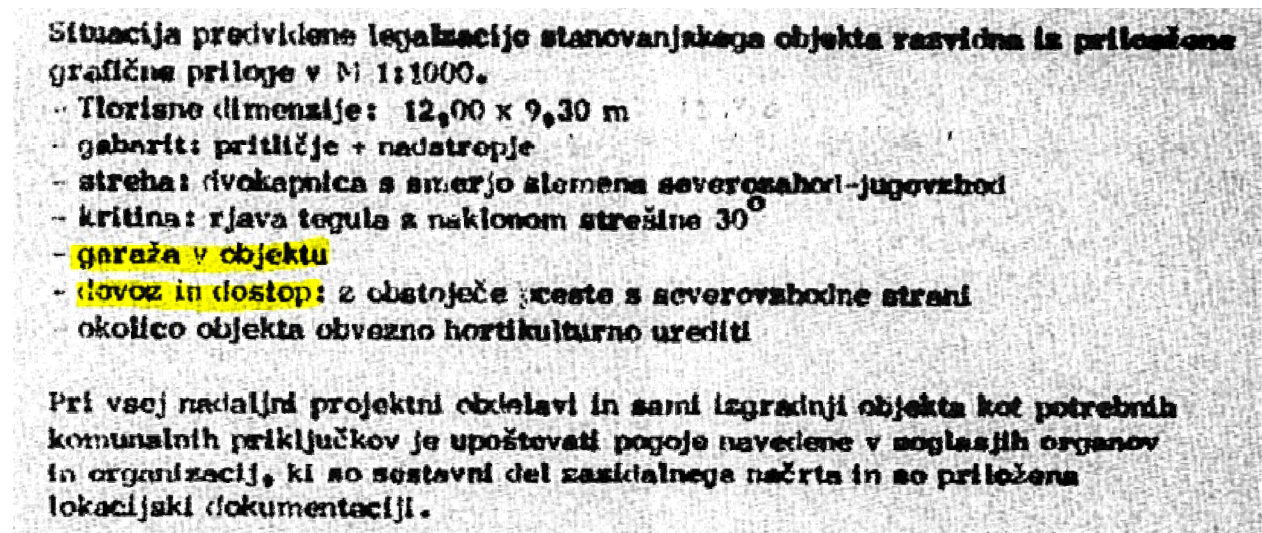 Situacija predvidene legalizacije stanovanjskega objekta razvidna iz priložene
grafične priloge v M 1:1000.
- Tlorisne dimenzije: 12,00 x 9,30 m
- gabarit: pritličje + nadstropje
- streha: dvokapnica s smerjo slemena severozahod-jugovzhod
- kritina: rjava tegula z naklonom strešine 30°
- garaža v objektu
- dovoz in dostop: z obstoječe ceste s severovzhodne strani
- okolico objekta obvezno hortikulturno urediti
Pri vsej nadaljni projektni obdelavi in sami izgradnji objekta kot potrebnih
komunalnih priključkov je upoštevati pogoje navedene v soglasjih organov
in organizacij, ki so sestavni del zazidalnega načrta in so priložena
lokacijski dokumentaciji.